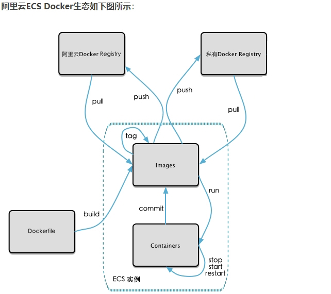 阿里云ECS Docker生态如下图所示：
阿里云Docker Registry
私有Docker Registry
pull
push
push
pull
tag
Images
run
build
commit
Dockerfile
Containers
stop
start
restart
ECS 实例